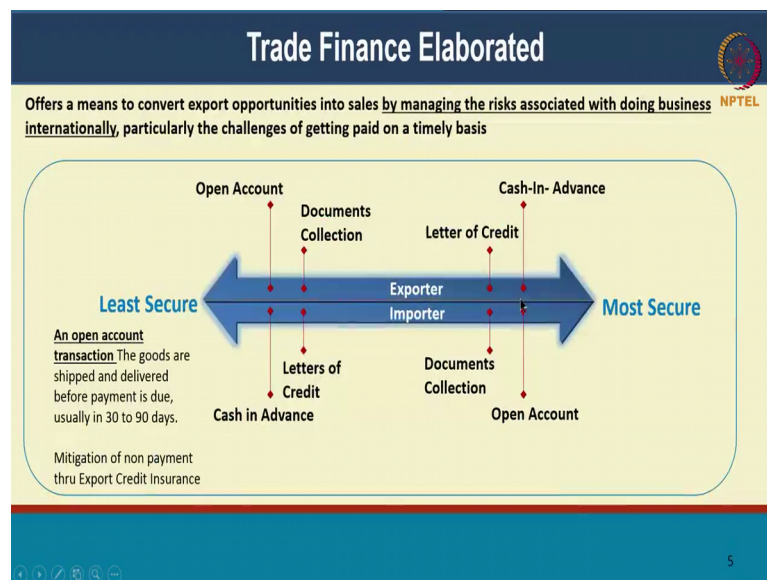 Trade Finance Elaborated
NPTEL
Offers a means to convert export opportunities into sales by managing the risks associated with doing business
internationally, particularly the challenges of getting paid on a timely basis
Open Account
Documents
Collection
Letter of Credit
Cash-In- Advance
Exporter
Importer
Least Secure
Most Secure
An open account
transaction The goods are
shipped and delivered
before payment is due,
usually in 30 to 90 days.
Mitigation of non payment
thru Export Credit Insurance
Letters of
Credit
Cash in Advance
Documents
Collection
Open Account
5